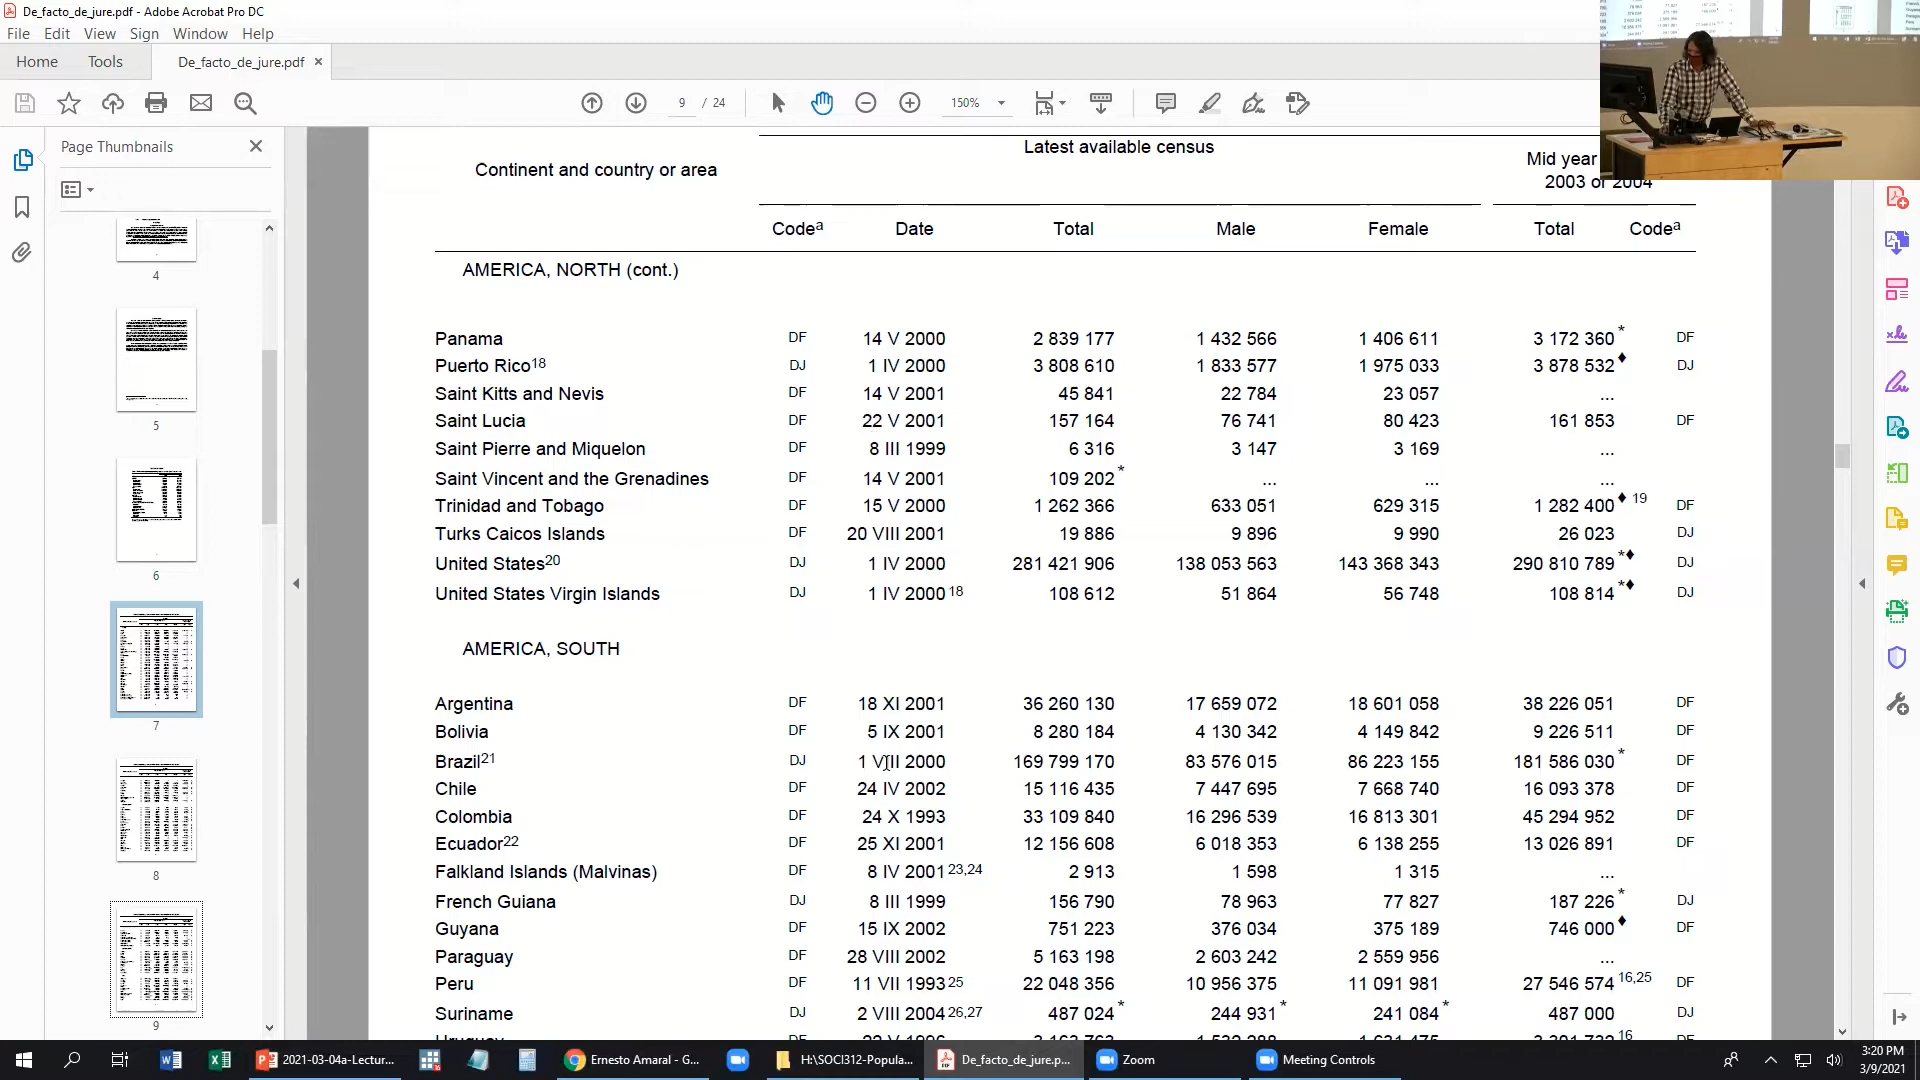 De_facto_de_jure.pdf - Adobe Acrobat Pro DC
File Edit View Sign Window Help
Home Tools De_facto_de_jure.pdf ×
9 / 24 150%
Page Thumbnails
4
5
6
7
8
9
Latest available census
Continent and country or area Mid year
2003 or 2004
Codeᵃ Date Total Male Female Total Codeᵃ
AMERICA, NORTH (cont.)
Panama DF 14 V 2000 2 839 177 1 432 566 1 406 611 3 172 360 * DF
Puerto Rico18 DJ 1 IV 2000 3 808 610 1 833 577 1 975 033 3 878 532 ♦ DJ
Saint Kitts and Nevis DF 14 V 2001 45 841 22 784 23 057 ...
Saint Lucia DF 22 V 2001 157 164 76 741 80 423 161 853 DF
Saint Pierre and Miquelon DF 8 III 1999 6 316 3 147 3 169 ...
Saint Vincent and the Grenadines DF 14 V 2001 109 202 * ... ... ...
Trinidad and Tobago DF 15 V 2000 1 262 366 633 051 629 315 1 282 400 ♦ 19 DF
Turks Caicos Islands DF 20 VIII 2001 19 886 9 896 9 990 26 023 DJ
United States20 DJ 1 IV 2000 281 421 906 138 053 563 143 368 343 290 810 789 *♦ DJ
United States Virgin Islands DJ 1 IV 2000 18 108 612 51 864 56 748 108 814 *♦ DJ
AMERICA, SOUTH
Argentina DF 18 XI 2001 36 260 130 17 659 072 18 601 058 38 226 051 DF
Bolivia DF 5 IX 2001 8 280 184 4 130 342 4 149 842 9 226 511 DF
Brazil21 DJ 1 VIII 2000 169 799 170 83 576 015 86 223 155 181 586 030 * DF
Chile DF 24 IV 2002 15 116 435 7 447 695 7 668 740 16 093 378 DF
Colombia DF 24 X 1993 33 109 840 16 296 539 16 813 301 45 294 952 DF
Ecuador22 DF 25 XI 2001 12 156 608 6 018 353 6 138 255 13 026 891 DF
Falkland Islands (Malvinas) DF 8 IV 2001 23,24 2 913 1 598 1 315 ...
French Guiana DJ 8 III 1999 156 790 78 963 77 827 187 226 * DJ
Guyana DF 15 IX 2002 751 223 376 034 375 189 746 000 ♦ DF
Paraguay DF 28 VIII 2002 5 163 198 2 603 242 2 559 956 ...
Peru DF 11 VII 1993 25 22 048 356 10 956 375 11 091 981 27 546 574 16,25 DF
Suriname DJ 2 VIII 2004 26,27 487 024 * 244 931 * 241 084 * 487 000 DJ
2021-03-04a-Lectur... Ernesto Amaral - G... H:\SOCI312-Popula... De_facto_de_jure.p... Zoom Meeting Controls
3:20 PM
3/9/2021